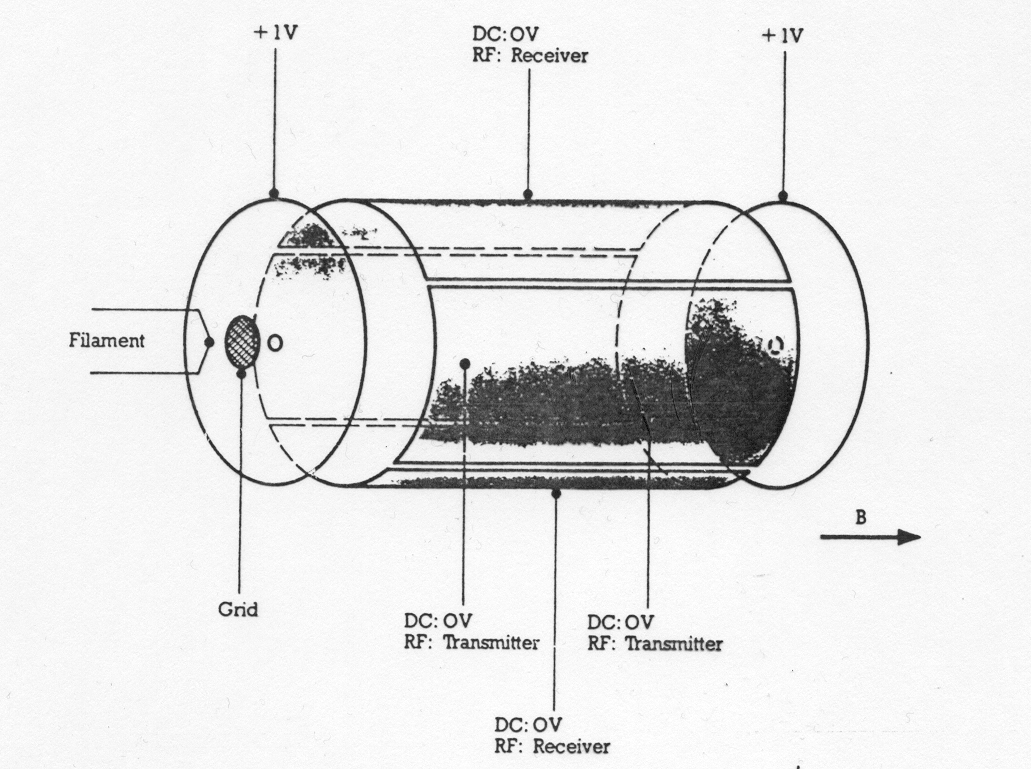 +1V
DC: OV
RF: Receiver
+1V
Filament
B
Grid
DC: OV
RF: Transmitter
DC: OV
RF: Transmitter
DC: OV
RF: Receiver